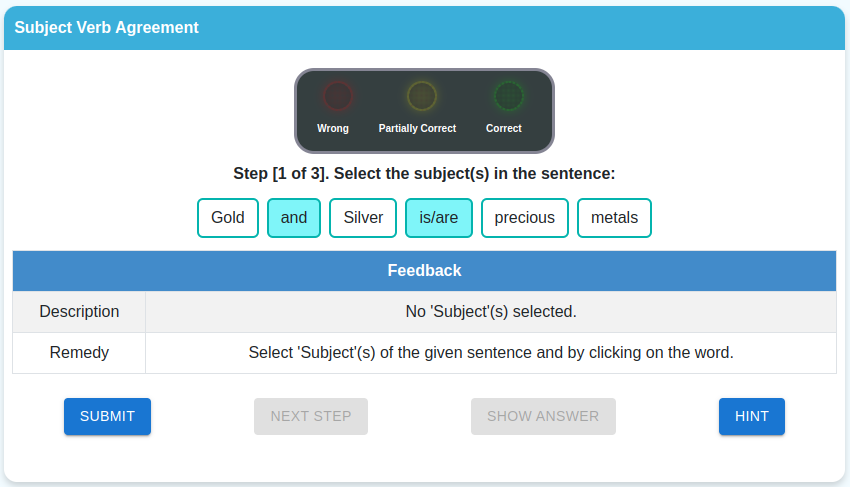 Subject Verb Agreement
Wrong Partially Correct Correct
Step [1 of 3]. Select the subject(s) in the sentence:
Gold and Silver is/are precious metals
Feedback
Description No 'Subject'(s) selected.
Remedy Select 'Subject'(s) of the given sentence and by clicking on the word.
SUBMIT NEXT STEP SHOW ANSWER HINT